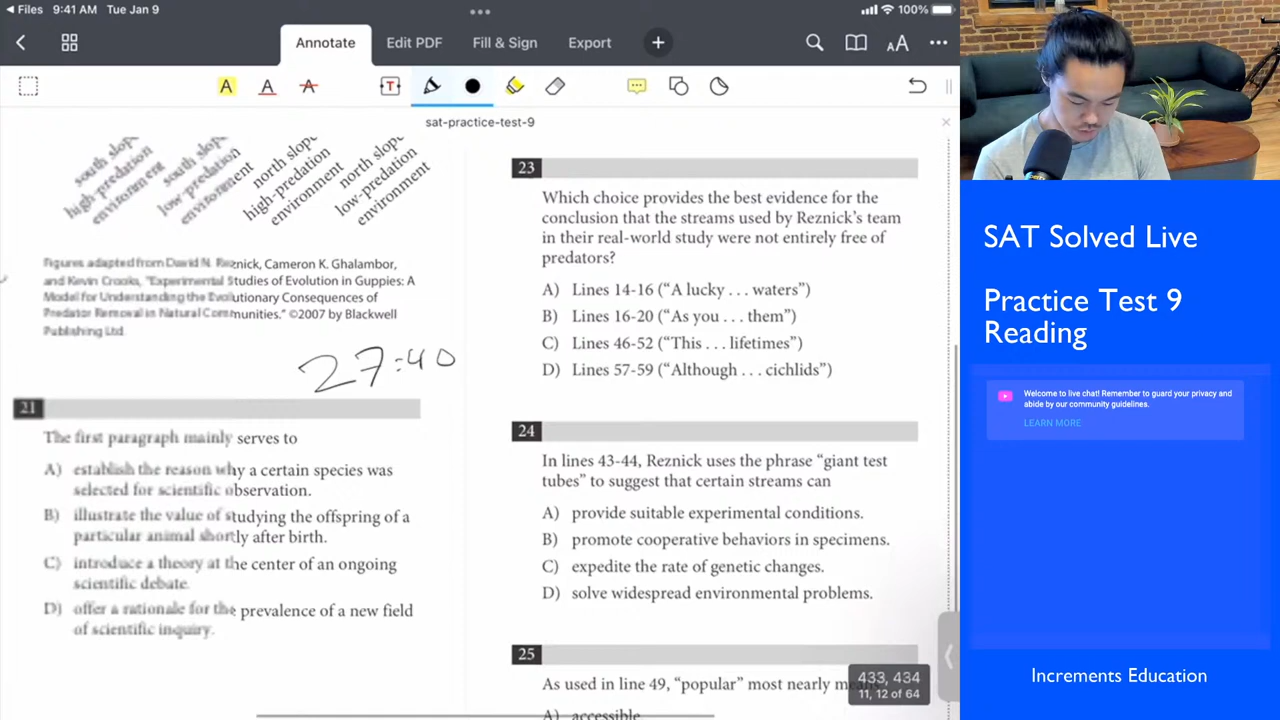 Files 9:41 AM Tue Jan 9
100%
Annotate Edit PDF Fill & Sign Export
sat-practice-test-9
south slope high-predation environment
south slope low-predation environment
north slope high-predation environment
north slope low-predation environment
Figures adapted from David N. Reznick, Cameron K. Ghalambor,
and Kevin Crooks, "Experimental Studies of Evolution in Guppies: A
Model for Understanding the Evolutionary Consequences of
Predator Removal in Natural Communities." ©2007 by Blackwell
Publishing Ltd.
27:40
21
The first paragraph mainly serves to
A) establish the reason why a certain species was
selected for scientific observation.
B) illustrate the value of studying the offspring of a
particular animal shortly after birth.
C) introduce a theory at the center of an ongoing
scientific debate.
D) offer a rationale for the prevalence of a new field
of scientific inquiry.
23
Which choice provides the best evidence for the
conclusion that the streams used by Reznick's team
in their real-world study were not entirely free of
predators?
A) Lines 14-16 ("A lucky . . . waters")
B) Lines 16-20 ("As you . . . them")
C) Lines 46-52 ("This . . . lifetimes")
D) Lines 57-59 ("Although . . . cichlids")
24
In lines 43-44, Reznick uses the phrase "giant test
tubes" to suggest that certain streams can
A) provide suitable experimental conditions.
B) promote cooperative behaviors in specimens.
C) expedite the rate of genetic changes.
D) solve widespread environmental problems.
25
As used in line 49, "popular" most nearly means
A) accessible
433, 434
11, 12 of 64
SAT Solved Live
Practice Test 9
Reading
Welcome to live chat! Remember to guard your privacy and
abide by our community guidelines.
LEARN MORE
Increments Education